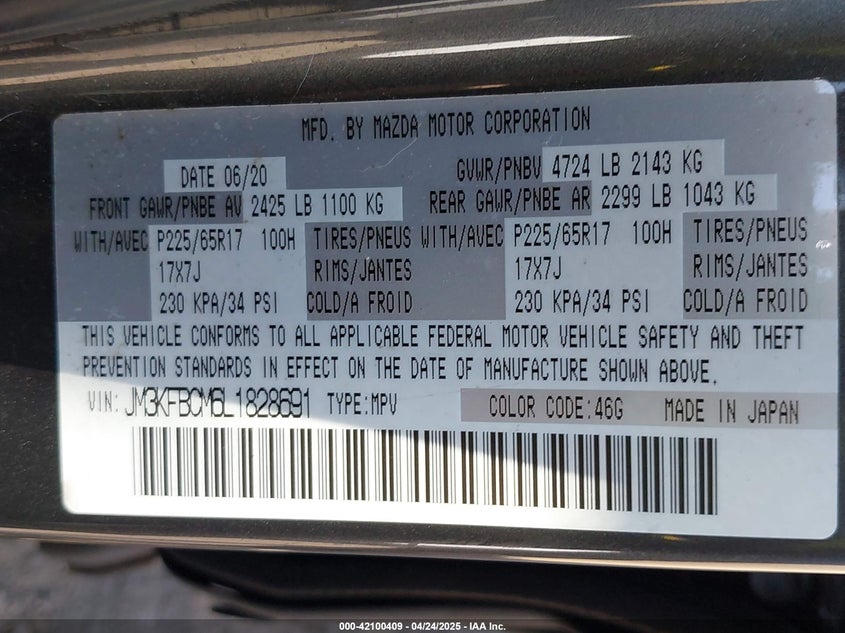 MFD. BY MAZDA MOTOR CORPORATION
DATE 06/20 GVWR/PNBV 4724 LB 2143 KG
FRONT GAWR/PNBE AV 2425 LB 1100 KG REAR GAWR/PNBE AR 2299 LB 1043 KG
WITH/AVEC P225/65R17 100H TIRES/PNEUS WITH/AVEC P225/65R17 100H TIRES/PNEUS
17X7J RIMS/JANTES 17X7J RIMS/JANTES
230 KPA/34 PSI COLD/A FROID 230 KPA/34 PSI COLD/A FROID
THIS VEHICLE CONFORMS TO ALL APPLICABLE FEDERAL MOTOR VEHICLE SAFETY AND THEFT
PREVENTION STANDARDS IN EFFECT ON THE DATE OF MANUFACTURE SHOWN ABOVE.
VIN: JM3KFBCM6L1828691 TYPE:MPV COLOR CODE:46G MADE IN JAPAN
000-42100409 - 04/24/2025 - IAA Inc.